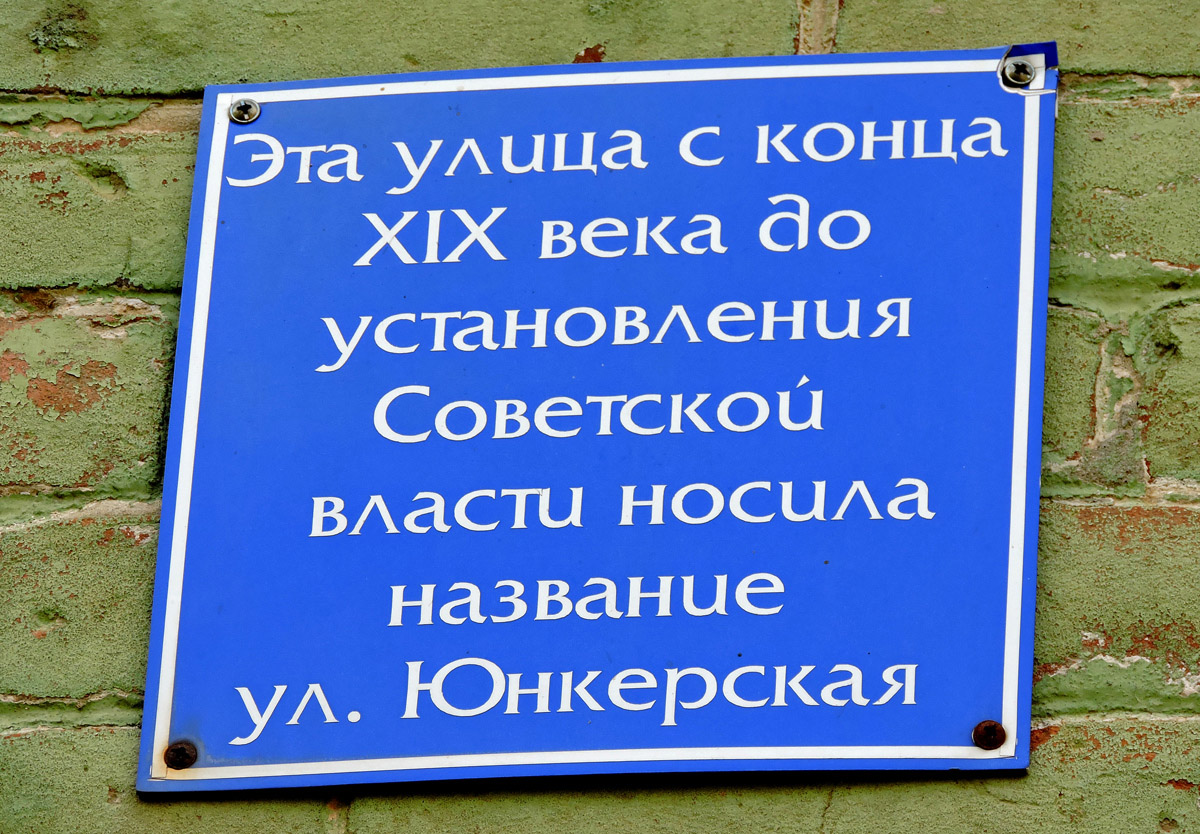 Эта улица с конца
XIX века до
установления
Советской
власти носила
название
ул. Юнкерская